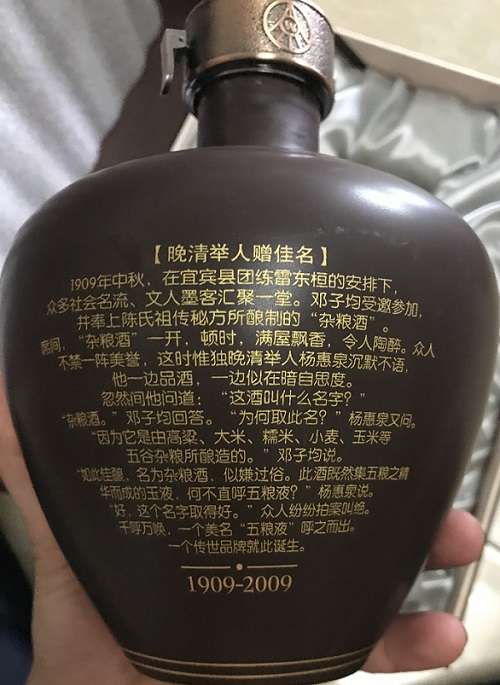 【晚清举人赠佳名】
1909年中秋，在宜宾县团练雷东桓的安排下，
众多社会名流、文人墨客汇聚一堂。邓子均受邀参加，
并奉上陈氏祖传秘方所酿制的“杂粮酒”。
席间，“杂粮酒”一开，顿时，满屋飘香，令人陶醉。众人
不禁一阵美誉，这时惟独晚清举人杨惠泉沉默不语，
他一边品酒，一边似在暗自思度。
忽然间他问道：“这酒叫什么名字？”
“杂粮酒。”邓子均回答。“为何取此名？”杨惠泉又问。
“因为它是由高粱、大米、糯米、小麦、玉米等
五谷杂粮所酿造的。”邓子均说。
“如此佳酿，名为杂粮酒，似嫌过俗。此酒既然集五粮之精
华而成的玉液，何不直呼五粮液？”杨惠泉说。
“好，这个名字取得好。”众人纷纷拍案叫绝。
千呼万唤，一个美名“五粮液”呼之而出。
一个传世品牌就此诞生。
1909-2009